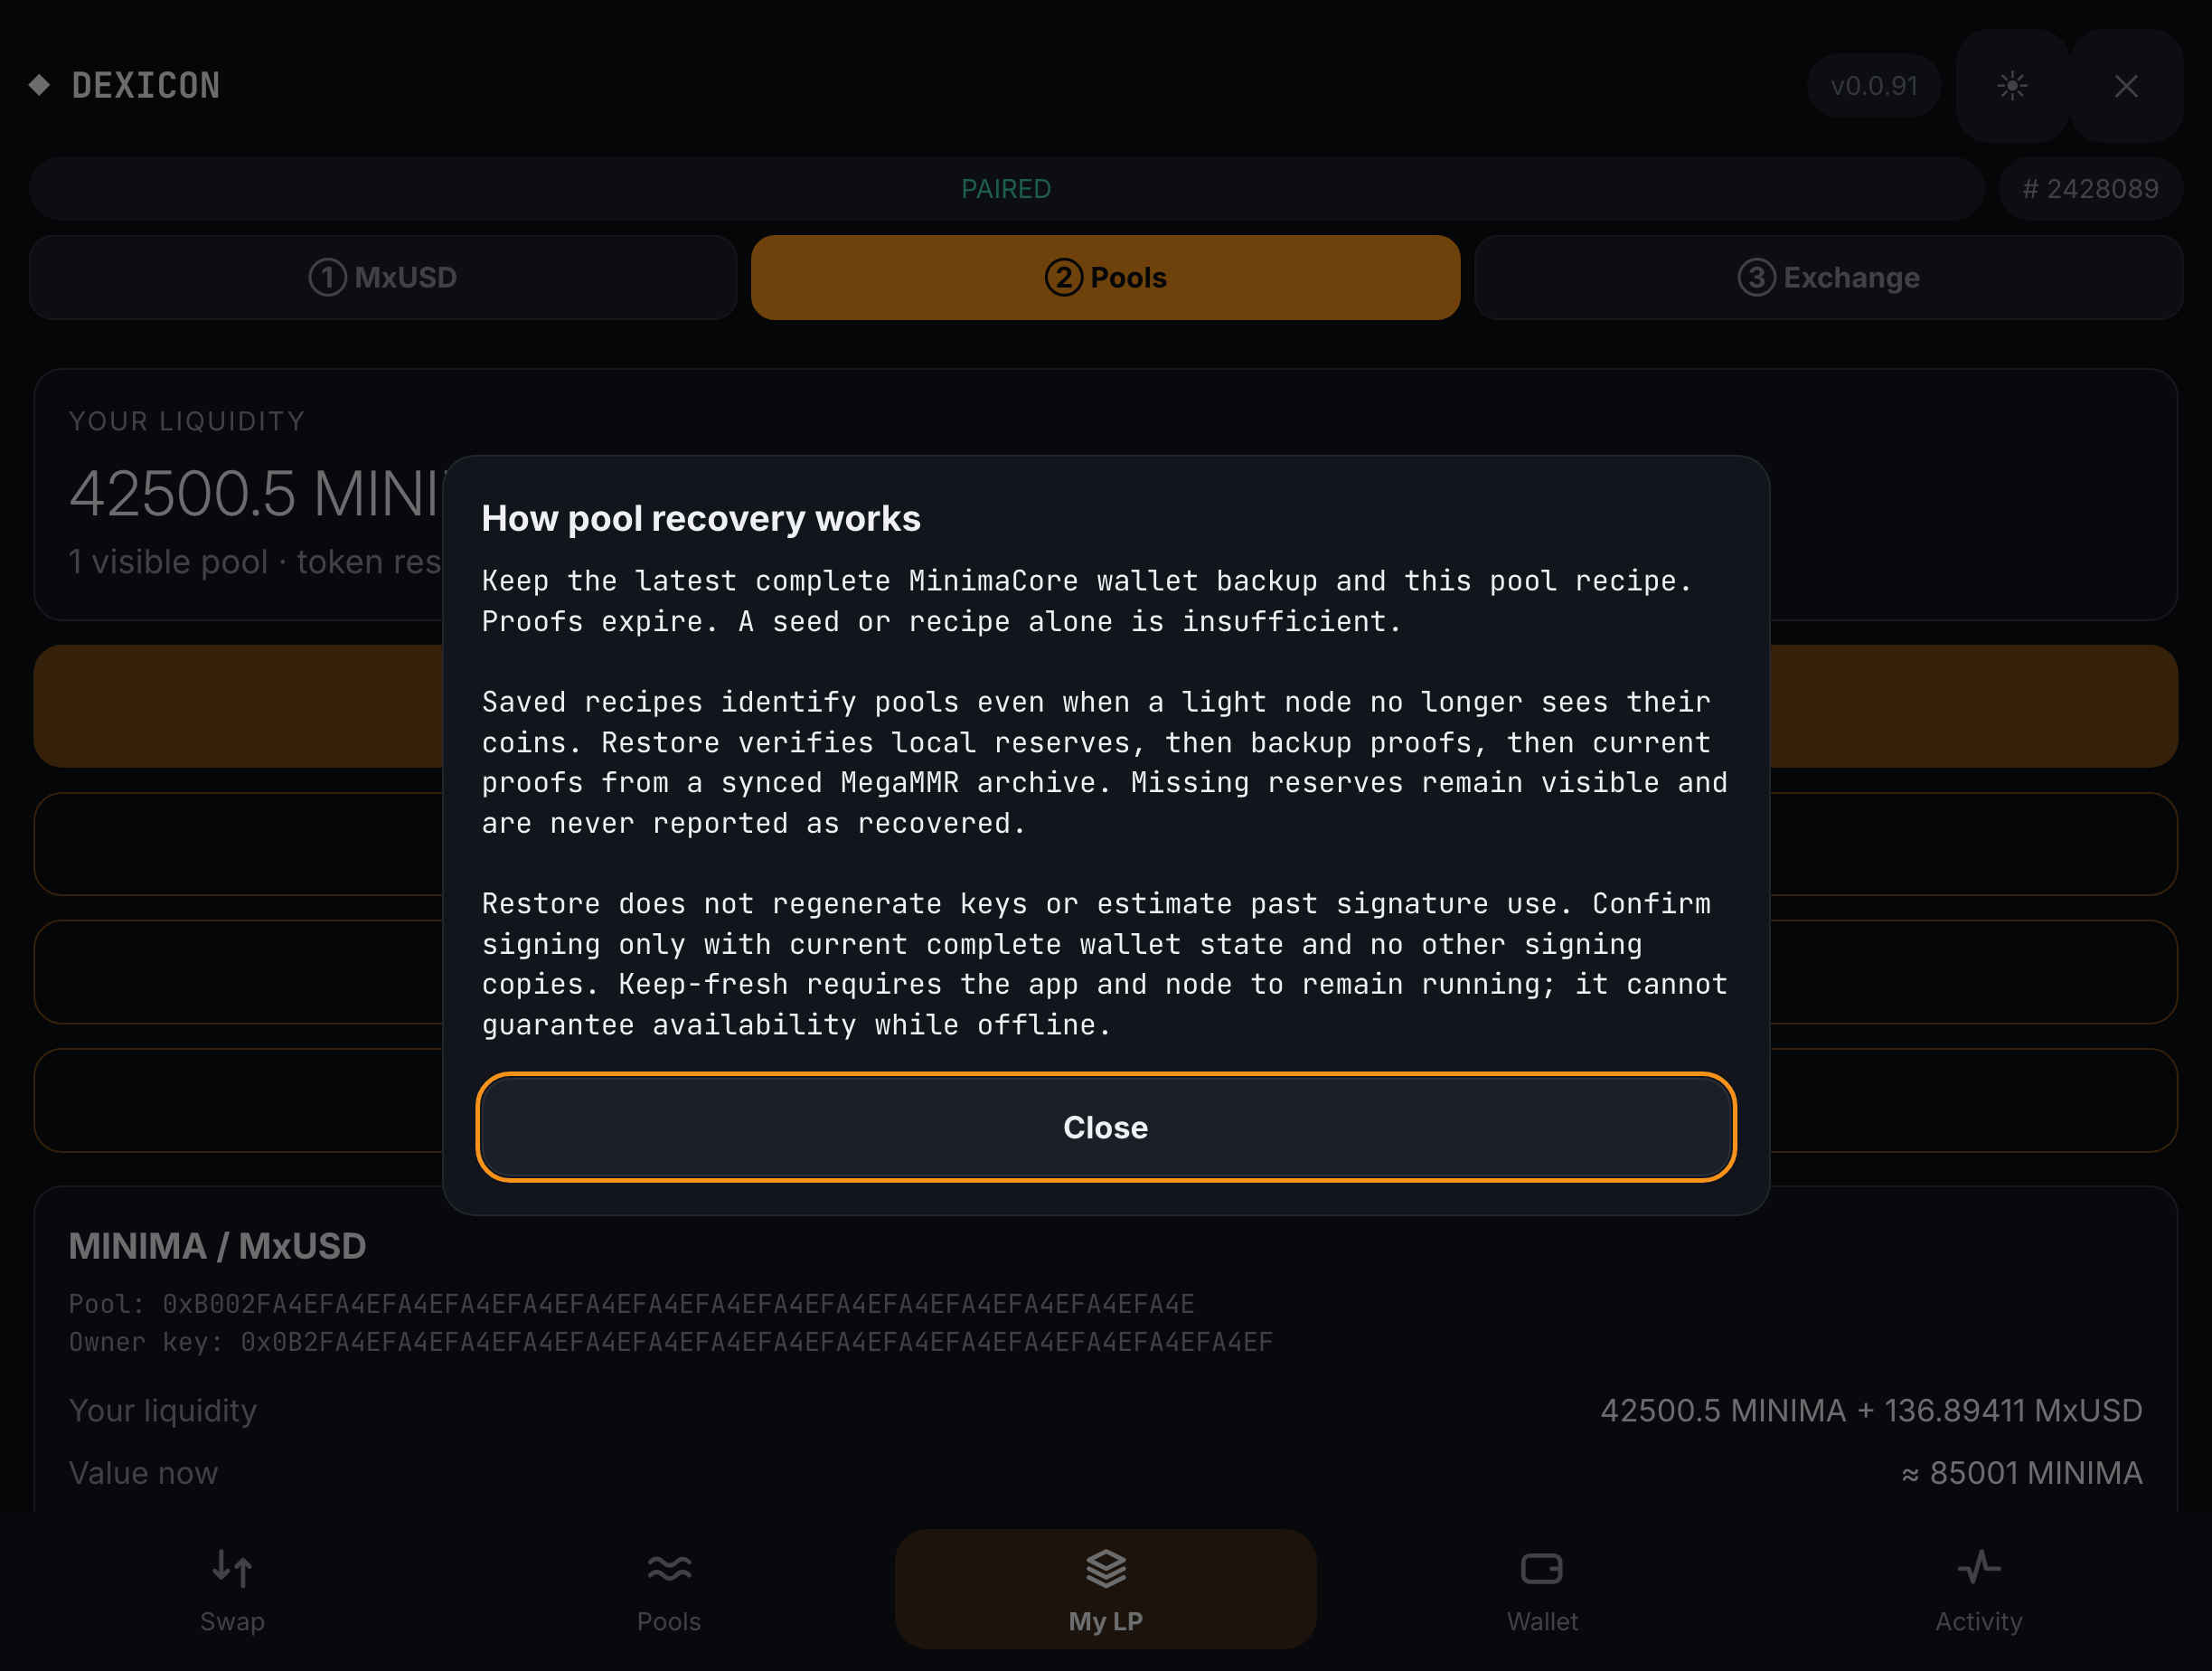 DEXICON
v0.0.91
PAIRED
# 2428089
1 MxUSD
2 Pools
3 Exchange
YOUR LIQUIDITY
42500.5 MINI
1 visible pool · token res
How pool recovery works
Keep the latest complete MinimaCore wallet backup and this pool recipe.
Proofs expire. A seed or recipe alone is insufficient.
Saved recipes identify pools even when a light node no longer sees their
coins. Restore verifies local reserves, then backup proofs, then current
proofs from a synced MegaMMR archive. Missing reserves remain visible and
are never reported as recovered.
Restore does not regenerate keys or estimate past signature use. Confirm
signing only with current complete wallet state and no other signing
copies. Keep-fresh requires the app and node to remain running; it cannot
guarantee availability while offline.
Close
MINIMA / MxUSD
Pool: 0xB002FA4EFA4EFA4EFA4EFA4EFA4EFA4EFA4EFA4EFA4EFA4EFA4EFA4EFA4EFA4E
Owner key: 0x0B2FA4EFA4EFA4EFA4EFA4EFA4EFA4EFA4EFA4EFA4EFA4EFA4EFA4EFA4EFA4EF
Your liquidity
42500.5 MINIMA + 136.89411 MxUSD
Value now
≈ 85001 MINIMA
Swap
Pools
My LP
Wallet
Activity